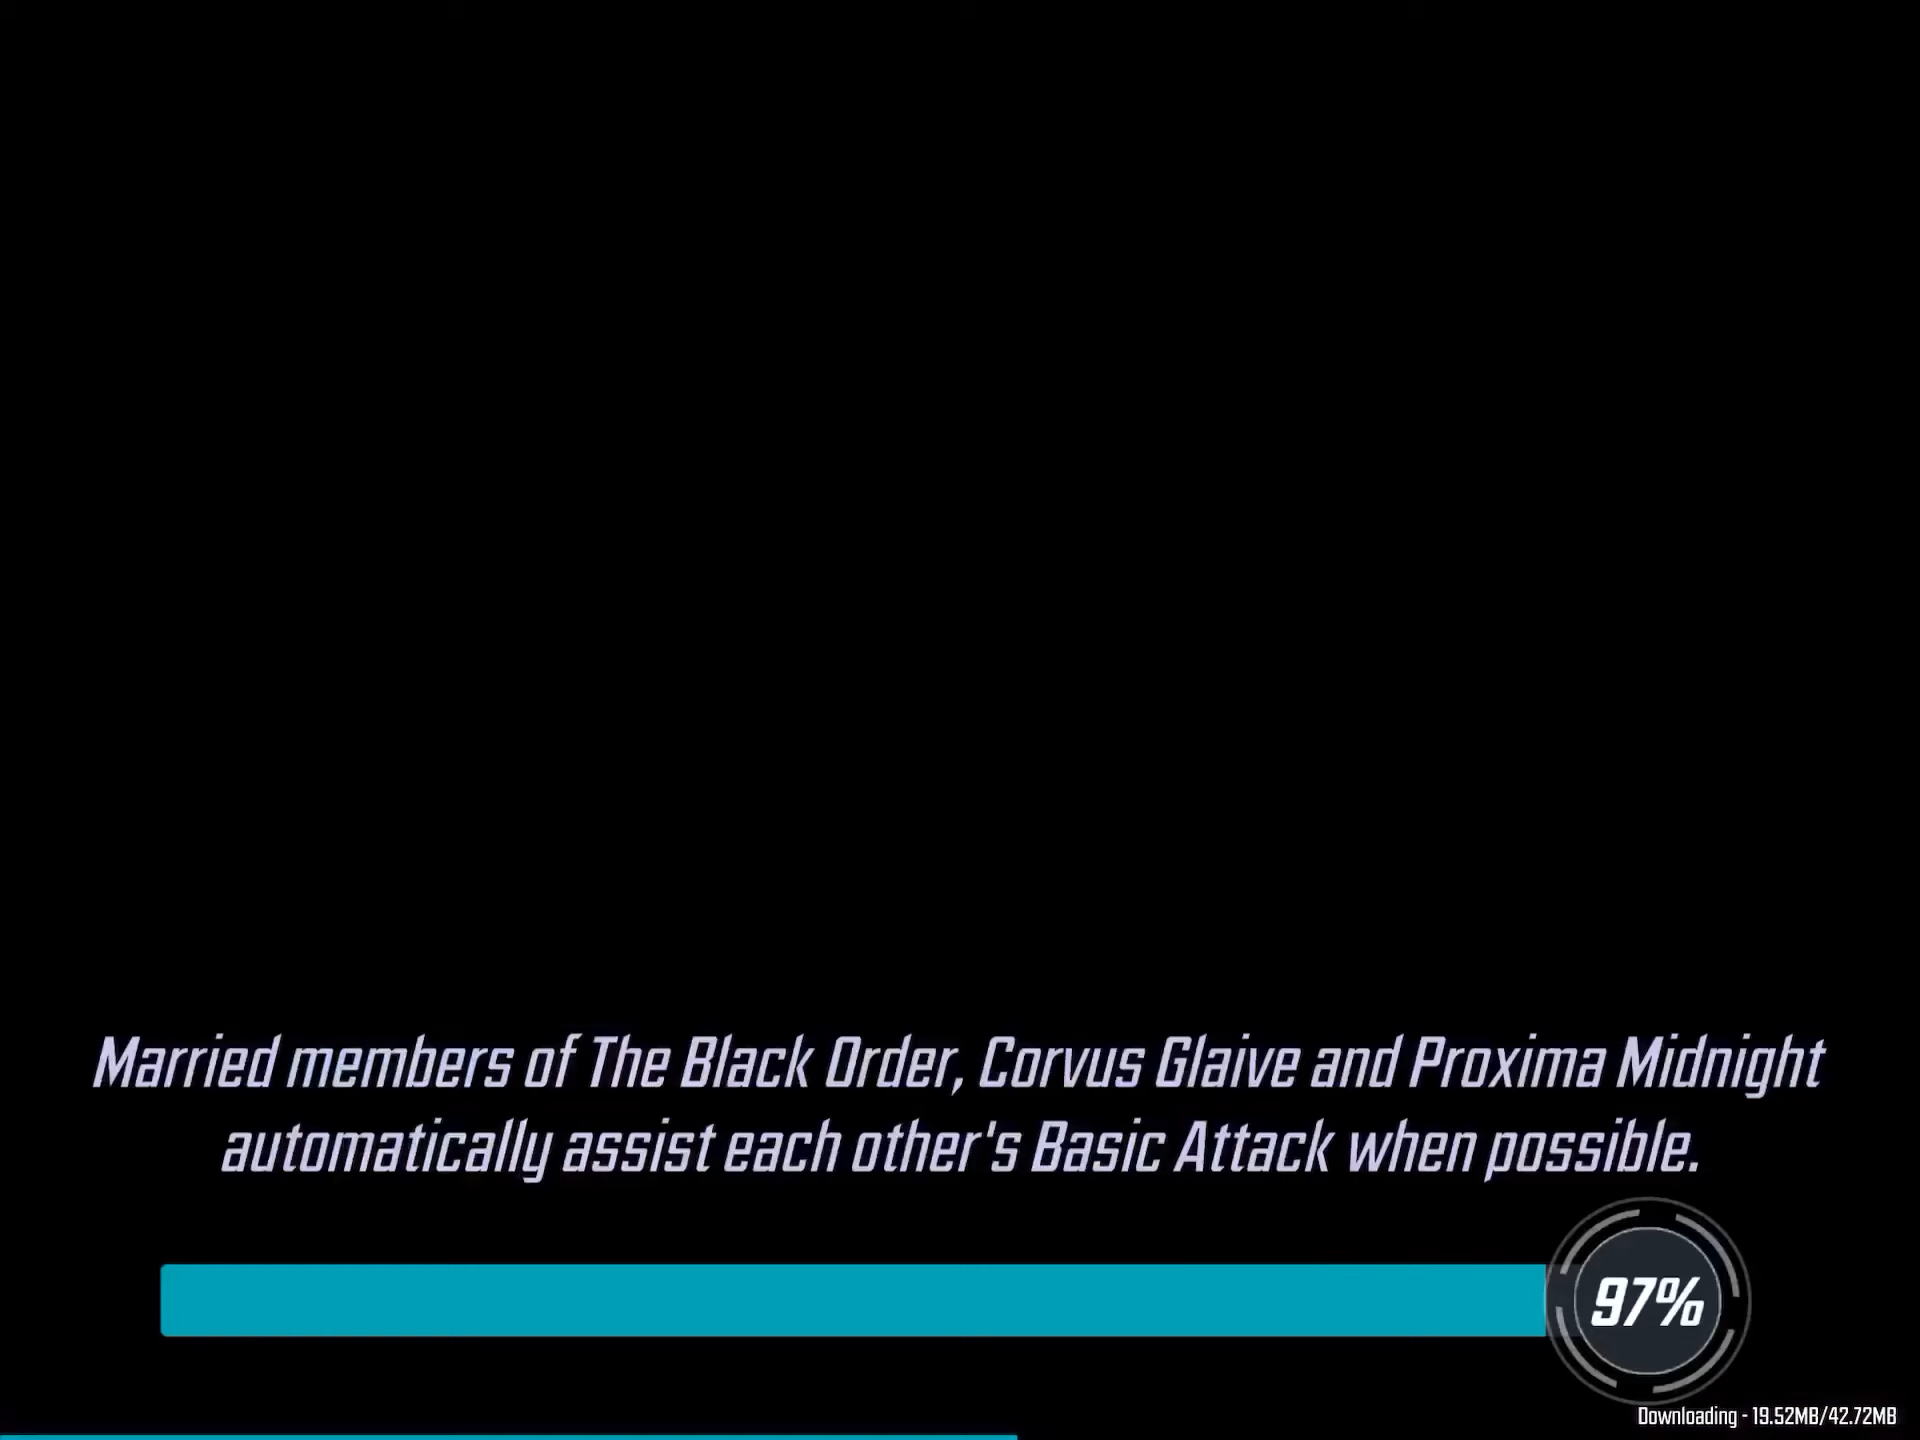 Married members of The Black Order, Corvus Glaive and Proxima Midnight
automatically assist each other's Basic Attack when possible.
97%
Downloading - 19.52MB/42.72MB